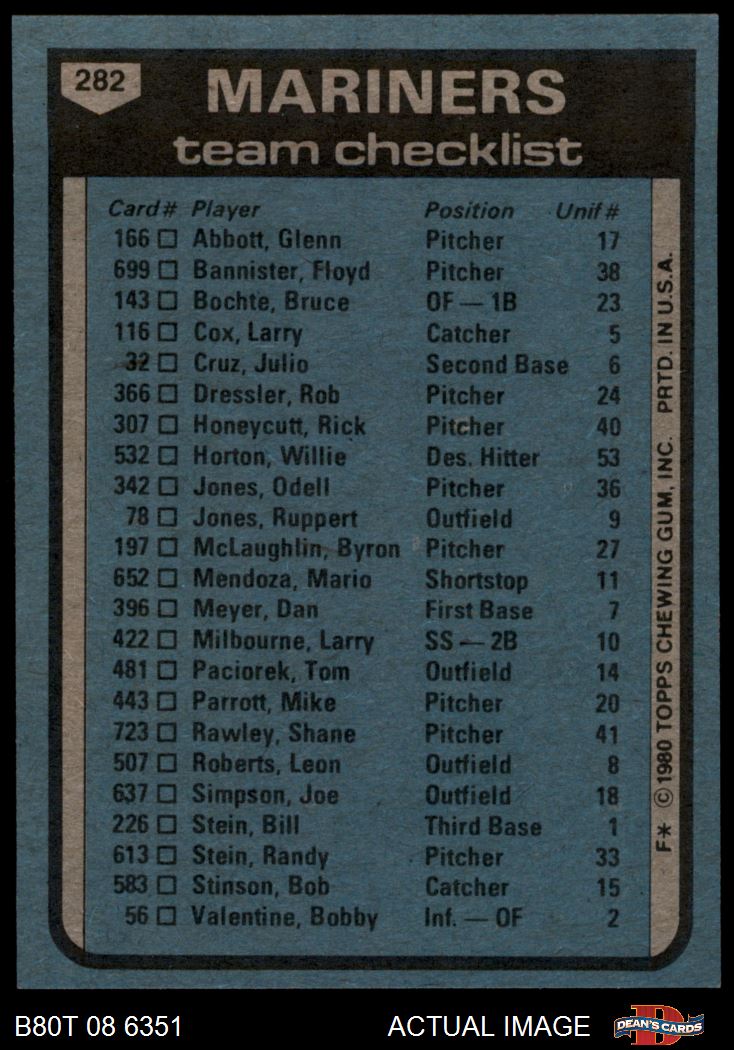 282
MARINERS
team checklist
Card # Player Position Unif #
166 □ Abbott, Glenn Pitcher 17
699 □ Bannister, Floyd Pitcher 38
143 □ Bochte, Bruce OF — 1B 23
116 □ Cox, Larry Catcher 5
32 □ Cruz, Julio Second Base 6
366 □ Dressler, Rob Pitcher 24
307 □ Honeycutt, Rick Pitcher 40
532 □ Horton, Willie Des. Hitter 53
342 □ Jones, Odell Pitcher 36
78 □ Jones, Ruppert Outfield 9
197 □ McLaughlin, Byron Pitcher 27
652 □ Mendoza, Mario Shortstop 11
396 □ Meyer, Dan First Base 7
422 □ Milbourne, Larry SS — 2B 10
481 □ Paciorek, Tom Outfield 14
443 □ Parrott, Mike Pitcher 20
723 □ Rawley, Shane Pitcher 41
507 □ Roberts, Leon Outfield 8
637 □ Simpson, Joe Outfield 18
226 □ Stein, Bill Third Base 1
613 □ Stein, Randy Pitcher 33
583 □ Stinson, Bob Catcher 15
56 □ Valentine, Bobby Inf. — OF 2
F* © 1980 TOPPS CHEWING GUM, INC. PRTD. IN U.S.A.
B80T 08 6351 ACTUAL IMAGE
D
DEAN'S CARDS